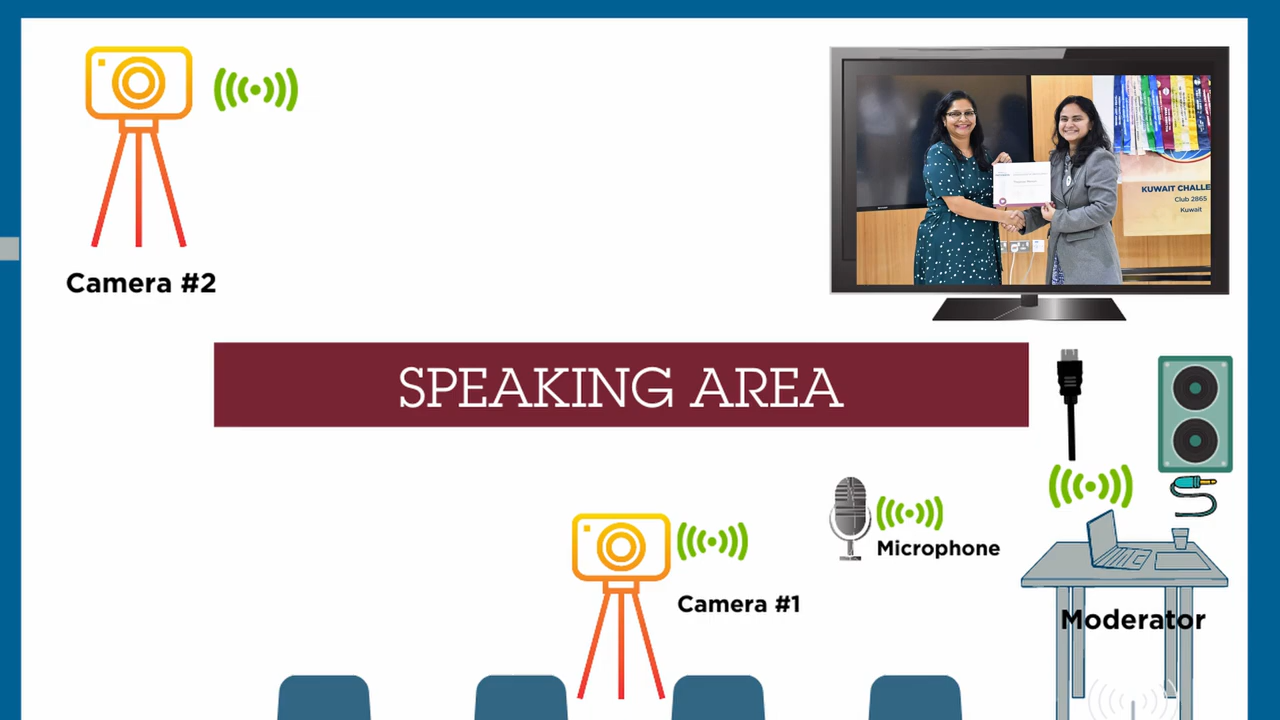 Camera #2
KUWAIT CHALLE
Club 2865
Kuwait
SPEAKING AREA
Microphone
Camera #1
Moderator